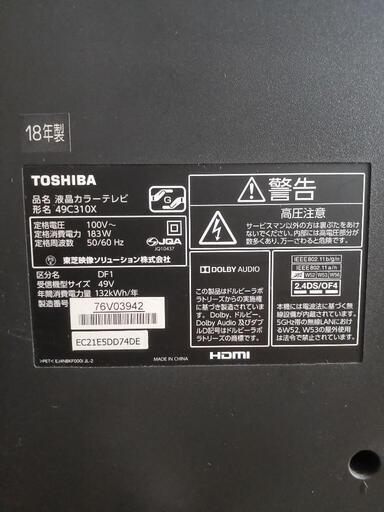 18年製
TOSHIBA
品名 液晶カラーテレビ
形名 49C310X
定格電圧 100V~
定格消費電力 183W
定格周波数 50/60Hz
G
JQA
JQ10437
東芝映像ソリューション株式会社
区分名 DF1
受信機型サイズ 49V
年間消費電力量 132kWh/年
製造番号
76V03942
EC21E5DD74DE
MADE IN CHINA
警告
高圧注意
サービスマン以外の方は裏ぶたをあけないでください。
内部には高電圧部分が数多くあり、万一さわると危険です。
DOLBY AUDIO
この製品はドルビーラボラトリーズからの実施権に基づき製造されています。Dolby、ドルビー、Dolby Audio 及びダブルD記号はドルビーラボラトリーズの商標です。
IEEE802.11b/g/n
IEEE802.11a/n
W52 W53 W56
2.4DS/OF4
本機には電波法に基づく無線設備が内蔵されています。
5GHz帯の無線LANにおけるW52、W53の屋外使用は禁止されています。
HDMI